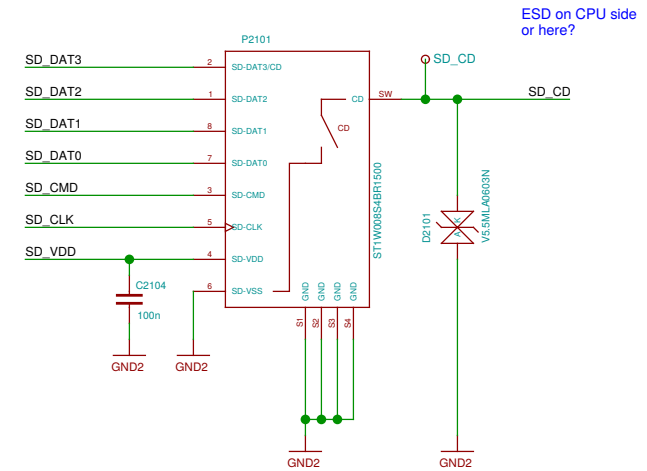 ESD on CPU side
or here?
P2101
SD_DAT3
2
SD-DAT3/CD
SD_CD
SD_DAT2
1
SD-DAT2
CD
SW
SD_CD
SD_DAT1
8
SD-DAT1
CD
SD_DAT0
7
SD-DAT0
SD_CMD
3
SD-CMD
ST1W008S4BR1500
D2101
A
K
V5.5MLA0603N
SD_CLK
5
SD-CLK
SD_VDD
4
SD-VDD
C2104
100n
6
SD-VSS
GND
GND
GND
GND
S1
S2
S3
S4
GND2
GND2
GND2
GND2